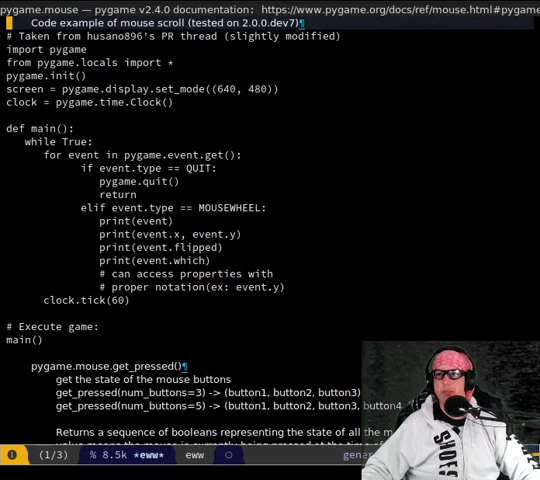 pygame.mouse — pygame v2.4.0 documentation: https://www.pygame.org/docs/ref/mouse.html#pygame
Code example of mouse scroll (tested on 2.0.0.dev7)¶
# Taken from husano896's PR thread (slightly modified)
import pygame
from pygame.locals import *
pygame.init()
screen = pygame.display.set_mode((640, 480))
clock = pygame.time.Clock()
def main():
while True:
for event in pygame.event.get():
if event.type == QUIT:
pygame.quit()
return
elif event.type == MOUSEWHEEL:
print(event)
print(event.x, event.y)
print(event.flipped)
print(event.which)
# can access properties with
# proper notation(ex: event.y)
clock.tick(60)
# Execute game:
main()
pygame.mouse.get_pressed()¶
get the state of the mouse buttons
get_pressed(num_buttons=3) -> (button1, button2, button3)
get_pressed(num_buttons=5) -> (button1, button2, button3, button4
Returns a sequence of booleans representing the state of all the m
(1/3) % 8.5k *eww* eww gene
SHOES